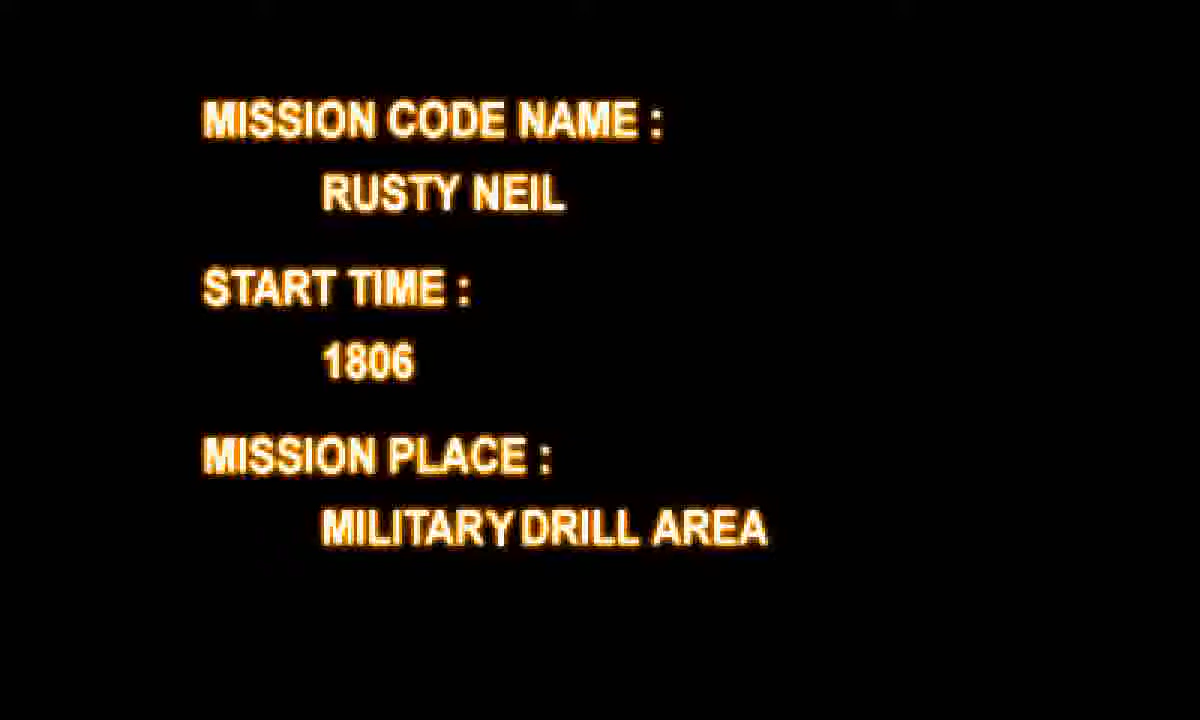 MISSION CODE NAME :
RUSTY NEIL
START TIME :
1806
MISSION PLACE :
MILITARY DRILL AREA